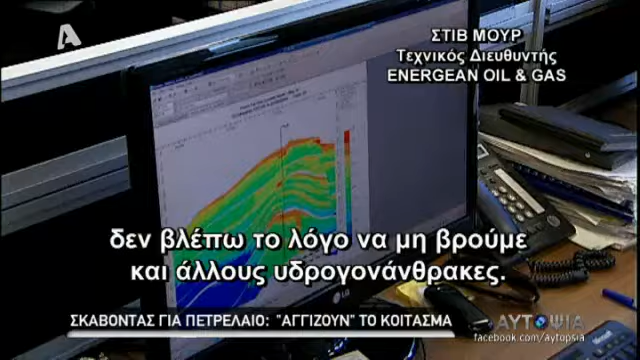 ΣΤΙΒ ΜΟΥΡ
Τεχνικός Διευθυντής
ENERGEAN OIL & GAS
δεν βλέπω το λόγο να μη βρούμε
και άλλους υδρογονάνθρακες.
ΣΚΑΒΟΝΤΑΣ ΓΙΑ ΠΕΤΡΕΛΑΙΟ: "ΑΓΓΙΖΟΥΝ" ΤΟ ΚΟΙΤΑΣΜΑ
ΑΥΤΟΨΙΑ
facebook.com/aytopsia
LG